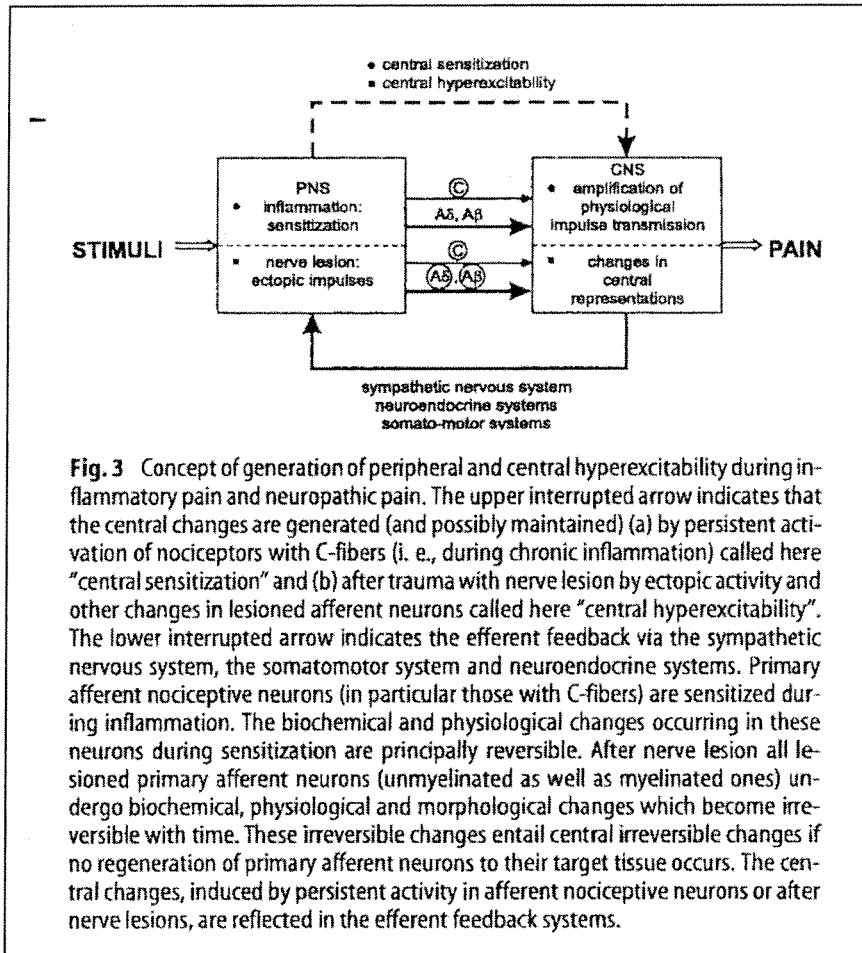 • central sensitization
▪ central hyperexcitability
PNS
• inflammation:
sensitization
▪ nerve lesion:
ectopic impulses
STIMULI
C
Aδ, Aβ
C
Aδ, Aβ
CNS
• amplification of
physiological
impulse transmission
▪ changes in
central
representations
PAIN
sympathetic nervous system
neuroendocrine systems
somato-motor systems
Fig. 3 Concept of generation of peripheral and central hyperexcitability during in-
flammatory pain and neuropathic pain. The upper interrupted arrow indicates that
the central changes are generated (and possibly maintained) (a) by persistent acti-
vation of nociceptors with C-fibers (i. e., during chronic inflammation) called here
"central sensitization" and (b) after trauma with nerve lesion by ectopic activity and
other changes in lesioned afferent neurons called here "central hyperexcitability".
The lower interrupted arrow indicates the efferent feedback via the sympathetic
nervous system, the somatomotor system and neuroendocrine systems. Primary
afferent nociceptive neurons (in particular those with C-fibers) are sensitized dur-
ing inflammation. The biochemical and physiological changes occurring in these
neurons during sensitization are principally reversible. After nerve lesion all le-
sioned primary afferent neurons (unmyelinated as well as myelinated ones) un-
dergo biochemical, physiological and morphological changes which become irre-
versible with time. These irreversible changes entail central irreversible changes if
no regeneration of primary afferent neurons to their target tissue occurs. The cen-
tral changes, induced by persistent activity in afferent nociceptive neurons or after
nerve lesions, are reflected in the efferent feedback systems.